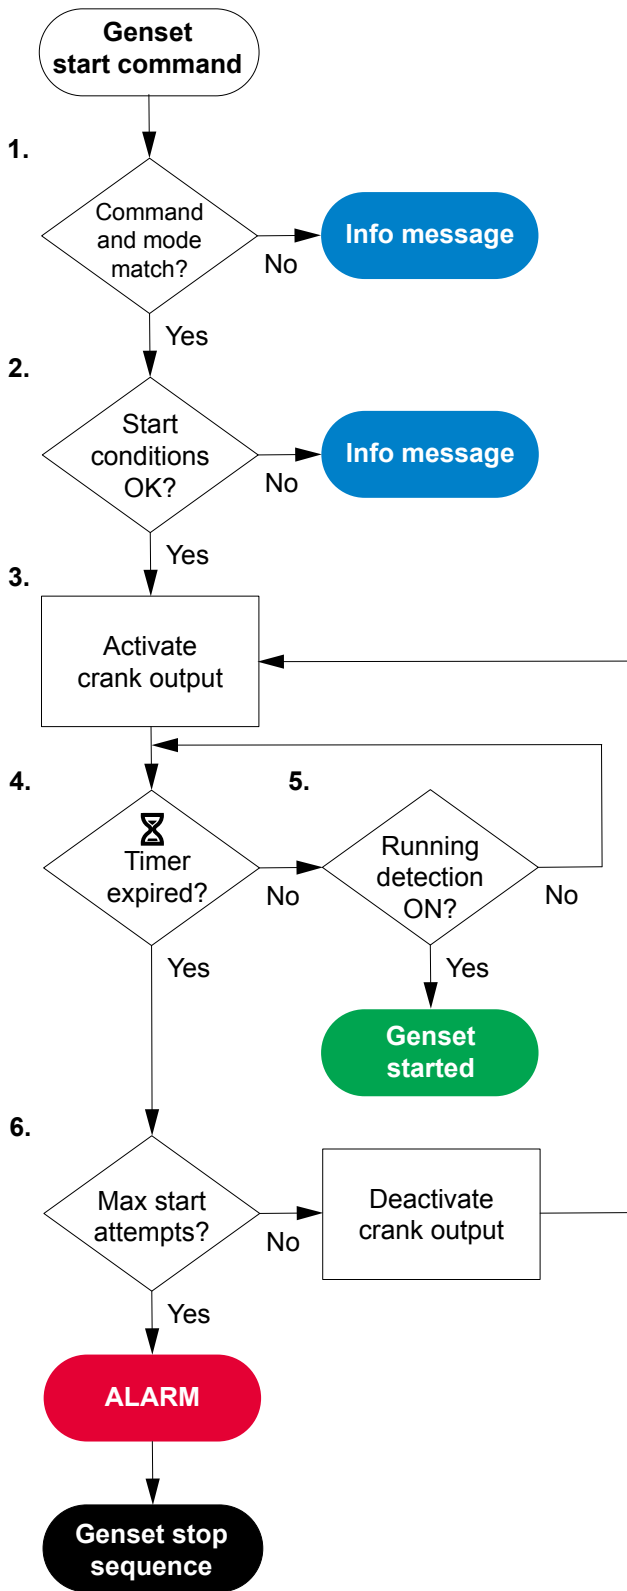 Genset
start command
1.
Command
and mode
match?
No
Info message
Yes
2.
Start
conditions
OK?
No
Info message
Yes
3.
Activate
crank output
4.
Timer
expired?
No
5.
Running
detection
ON?
No
Yes
Yes
Genset
started
6.
Max start
attempts?
No
Deactivate
crank output
Yes
ALARM
Genset stop
sequence